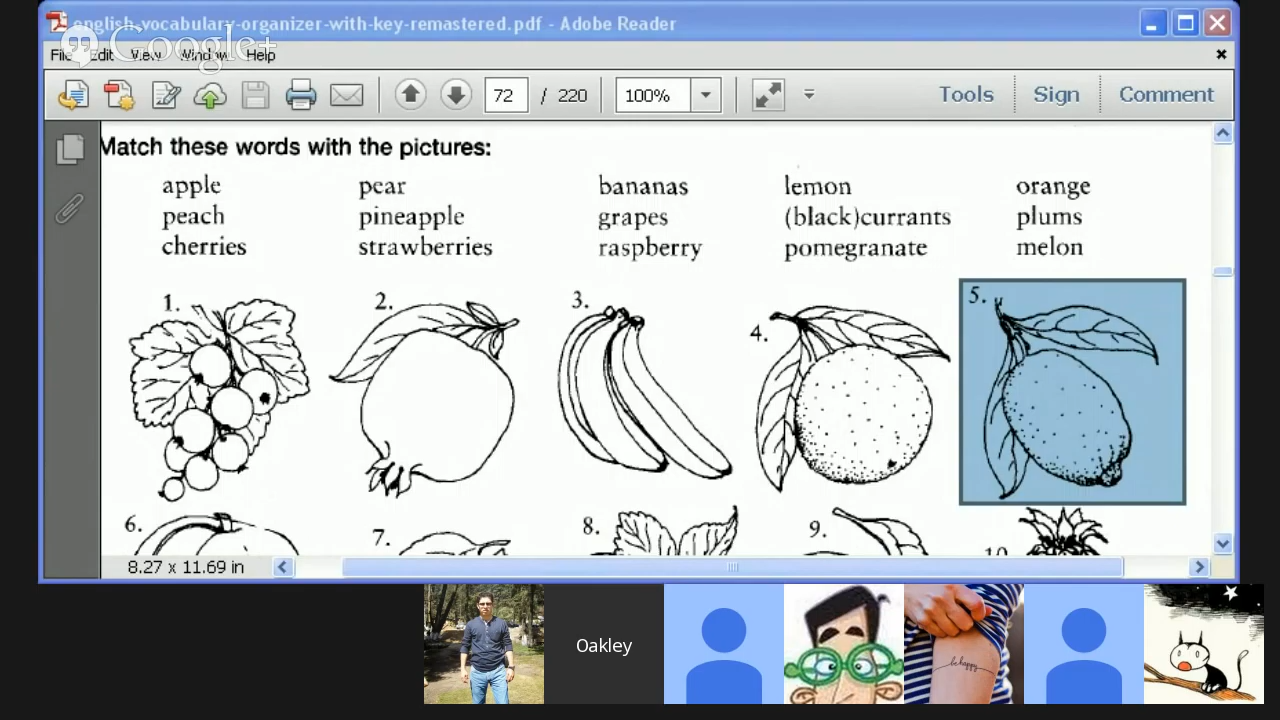 english-vocabulary-organizer-with-key-remastered.pdf - Adobe Reader
Google+
File Edit View Window Help
72 / 220 100% Tools Sign Comment
Match these words with the pictures:
apple pear bananas lemon orange
peach pineapple grapes (black)currants plums
cherries strawberries raspberry pomegranate melon
1. 2. 3. 4. 5.
6. 7. 8. 9. 10
8.27 x 11.69 in
Oakley
be happy